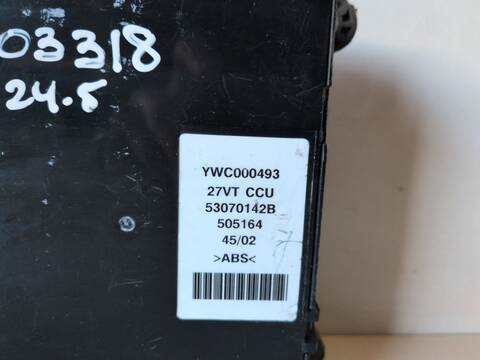 03318
24.5
YWC000493
27VT CCU
53070142B
505164
45/02
>ABS<